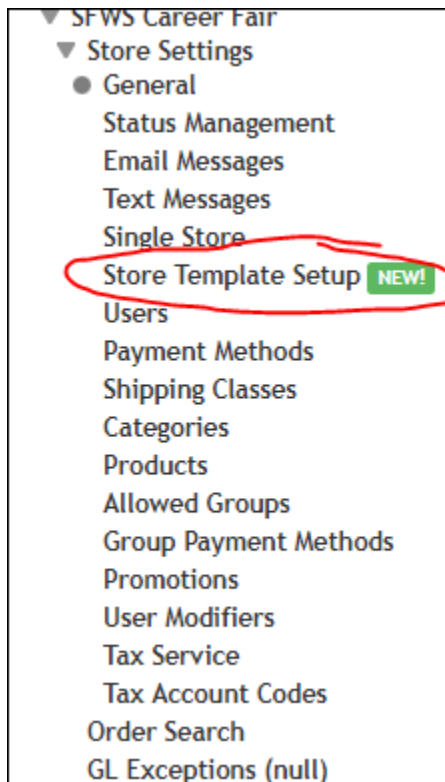 SFWS Career Fair
Store Settings
General
Status Management
Email Messages
Text Messages
Single Store
Store Template Setup NEW!
Users
Payment Methods
Shipping Classes
Categories
Products
Allowed Groups
Group Payment Methods
Promotions
User Modifiers
Tax Service
Tax Account Codes
Order Search
GL Exceptions (null)